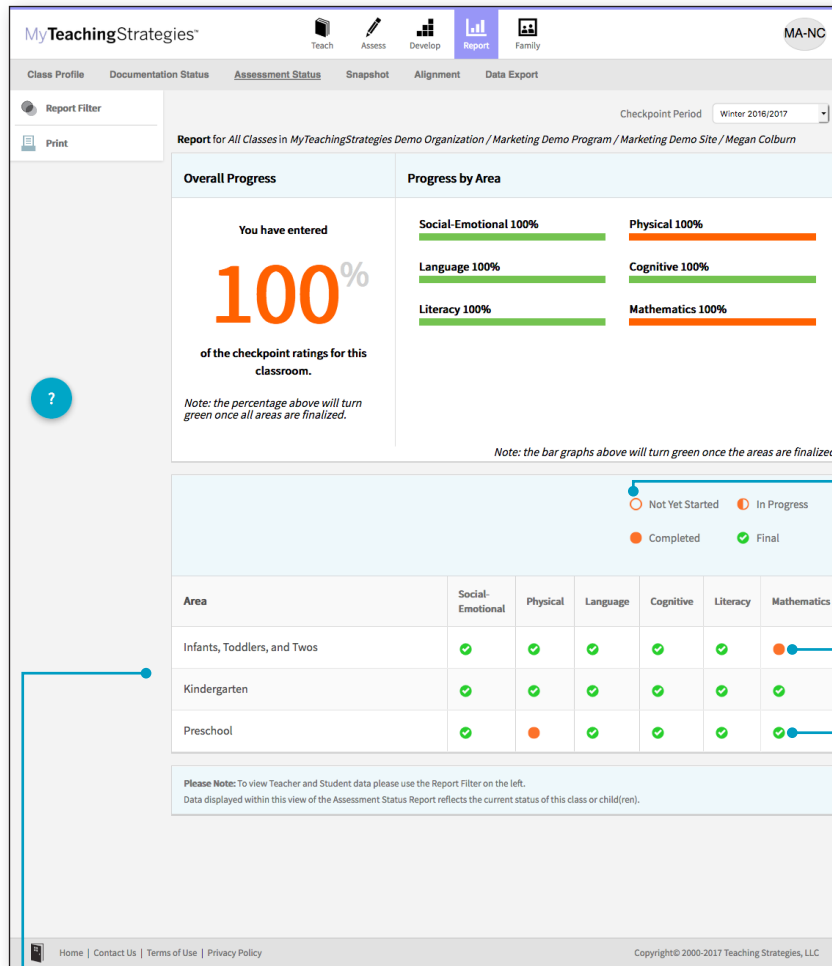 MyTeachingStrategies™
Teach Assess Develop Report Family
MA-NC
Class Profile Documentation Status Assessment Status Snapshot Alignment Data Export
Report Filter
Print
Checkpoint Period Winter 2016/2017
Report for All Classes in MyTeachingStrategies Demo Organization / Marketing Demo Program / Marketing Demo Site / Megan Colburn
Overall Progress
Progress by Area
You have entered
100%
of the checkpoint ratings for this
classroom.
Note: the percentage above will turn
green once all areas are finalized.
Social-Emotional 100% Physical 100%
Language 100% Cognitive 100%
Literacy 100% Mathematics 100%
Note: the bar graphs above will turn green once the areas are finalized
?
Not Yet Started In Progress
Completed Final
Area Social-Emotional Physical Language Cognitive Literacy Mathematics
Infants, Toddlers, and Twos
Kindergarten
Preschool
Please Note: To view Teacher and Student data please use the Report Filter on the left.
Data displayed within this view of the Assessment Status Report reflects the current status of this class or child(ren).
Home | Contact Us | Terms of Use | Privacy Policy
Copyright© 2000-2017 Teaching Strategies, LLC